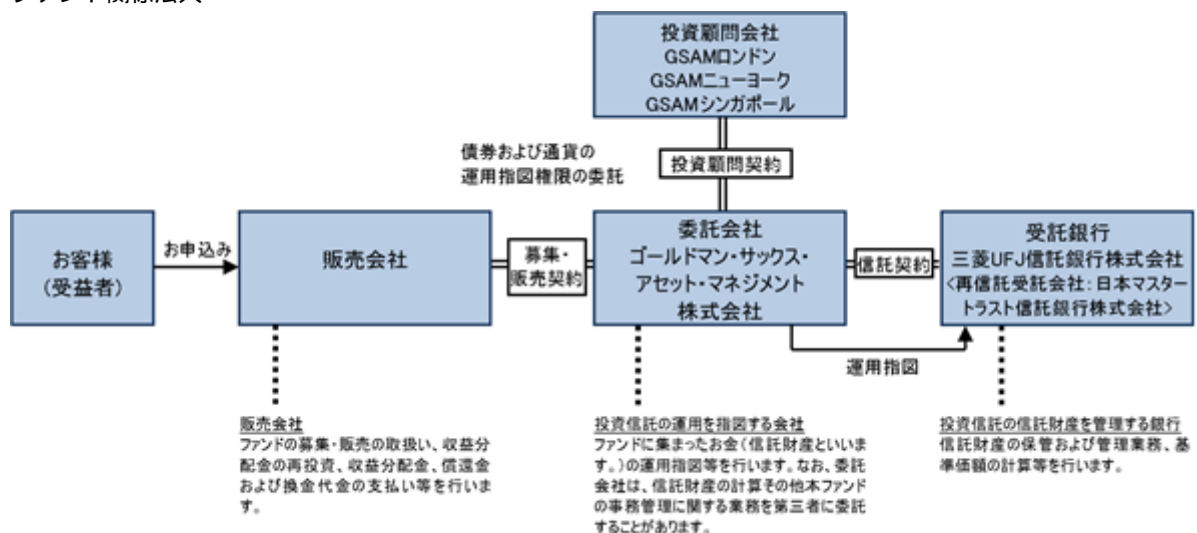 投資顧問会社
GSAMロンドン
GSAMニューヨーク
GSAMシンガポール
債券および通貨の
運用指図権限の委託
投資顧問契約
お客様
(受益者)
お申込み
販売会社
募集・
販売契約
委託会社
ゴールドマン・サックス・
アセット・マネジメント
株式会社
信託契約
受託銀行
三菱UFJ信託銀行株式会社
<再信託受託会社：日本マスター
トラスト信託銀行株式会社>
運用指図
販売会社
ファンドの募集・販売の取扱い、収益分
配金の再投資、収益分配金、償還金
および換金代金の支払い等を行いま
す。
投資信託の運用を指図する会社
ファンドに集まったお金(信託財産といいま
す。)の運用指図等を行います。なお、委託
会社は、信託財産の計算その他本ファンド
の事務管理に関する業務を第三者に委託
することがあります。
投資信託の信託財産を管理する銀行
信託財産の保管および管理業務、基
準価額の計算等を行います。